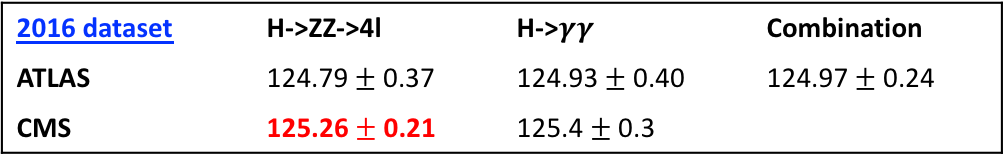 2016 dataset H->ZZ->4l H->γγ Combination
ATLAS 124.79 ± 0.37 124.93 ± 0.40 124.97 ± 0.24
CMS 125.26 ± 0.21 125.4 ± 0.3